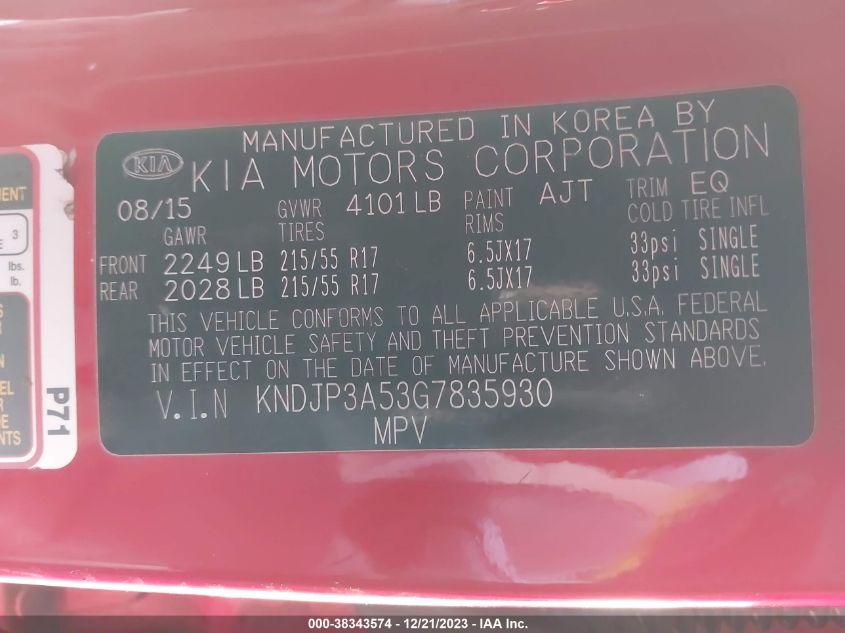 MANUFACTURED IN KOREA BY
KIA KIA MOTORS CORPORATION
08/15 GVWR 4101 LB PAINT AJT TRIM EQ
GAWR TIRES RIMS COLD TIRE INFL
FRONT 2249 LB 215/55 R17 6.5JX17 33psi SINGLE
REAR 2028 LB 215/55 R17 6.5JX17 33psi SINGLE
THIS VEHICLE CONFORMS TO ALL APPLICABLE U.S.A. FEDERAL
MOTOR VEHICLE SAFETY AND THEFT PREVENTION STANDARDS
IN EFFECT ON THE DATE OF MANUFACTURE SHOWN ABOVE.
V.I.N KNDJP3A53G7835930
MPV
3
lbs.
lb.
P71
000-38343574 - 12/21/2023 - IAA Inc.